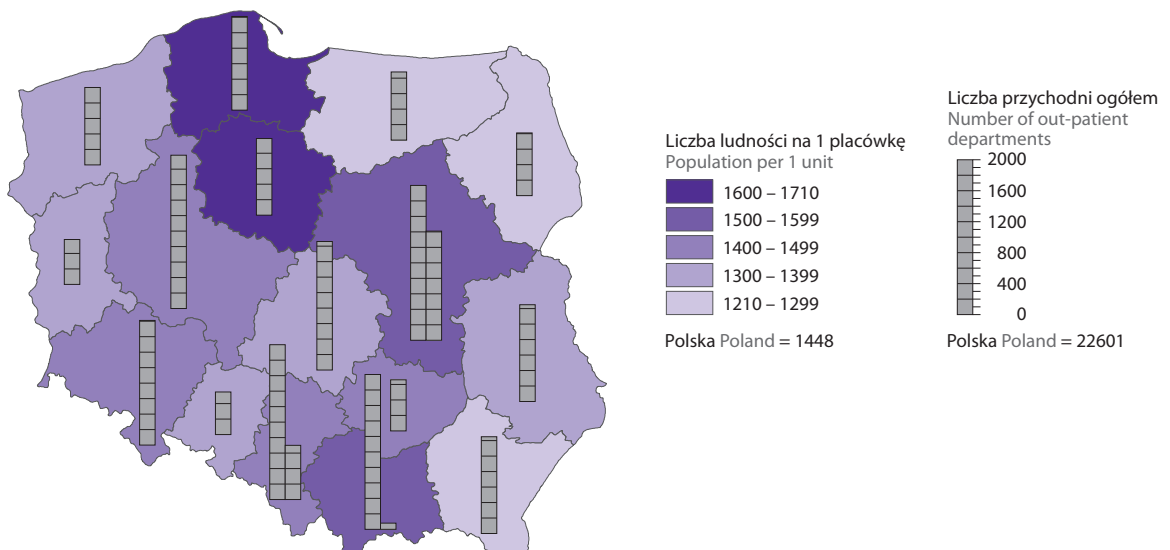 Liczba ludności na 1 placówkę
Population per 1 unit
1600 – 1710
1500 – 1599
1400 – 1499
1300 – 1399
1210 – 1299
Polska Poland = 1448
Liczba przychodni ogółem
Number of out-patient
departments
2000
1600
1200
800
400
0
Polska Poland = 22601